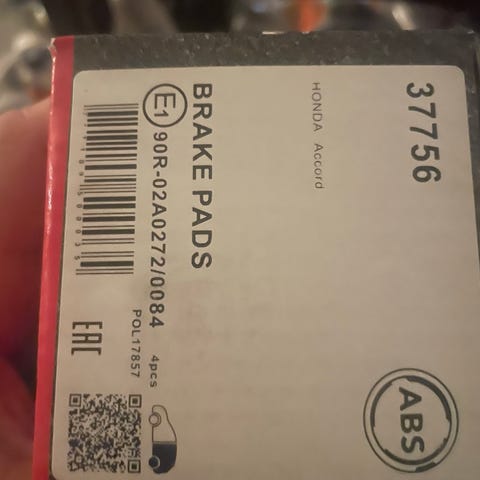 37756
HONDA Accord
BRAKE PADS
E1 90R-02A0272/0084
4pcs
POL17857
EAC
ABS